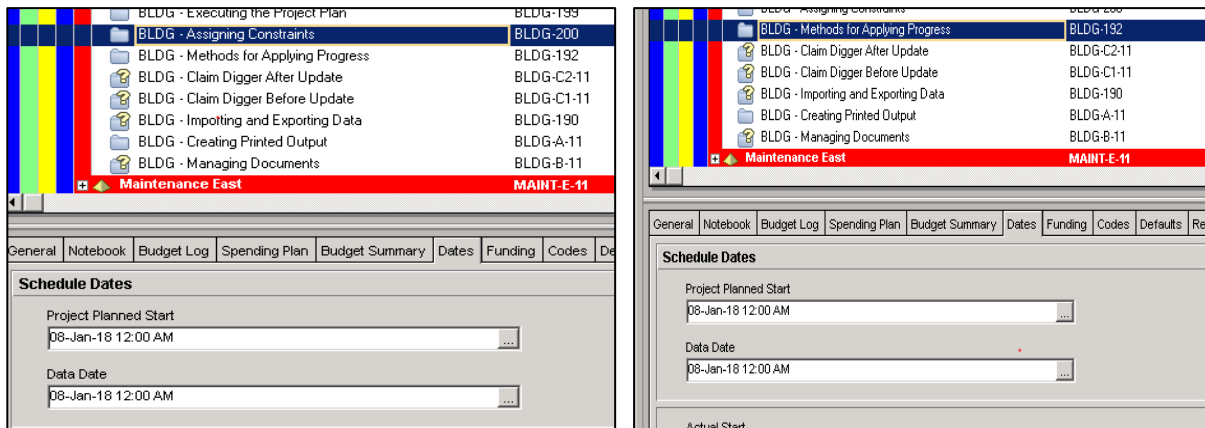 BLDG - Executing the Project Plan BLDG-199
BLDG - Assigning Constraints BLDG-200
BLDG - Methods for Applying Progress BLDG-192
BLDG - Claim Digger After Update BLDG-C2-11
BLDG - Claim Digger Before Update BLDG-C1-11
BLDG - Importing and Exporting Data BLDG-190
BLDG - Creating Printed Output BLDG-A-11
BLDG - Managing Documents BLDG-B-11
Maintenance East MAINT-E-11
General Notebook Budget Log Spending Plan Budget Summary Dates Funding Codes De
Schedule Dates
Project Planned Start
08-Jan-18 12:00 AM ...
Data Date
08-Jan-18 12:00 AM ...
BLDG - Assigning Constraints BLDG-200
BLDG - Methods for Applying Progress BLDG-192
BLDG - Claim Digger After Update BLDG-C2-11
BLDG - Claim Digger Before Update BLDG-C1-11
BLDG - Importing and Exporting Data BLDG-190
BLDG - Creating Printed Output BLDG-A-11
BLDG - Managing Documents BLDG-B-11
Maintenance East MAINT-E-11
General Notebook Budget Log Spending Plan Budget Summary Dates Funding Codes Defaults Re
Schedule Dates
Project Planned Start
08-Jan-18 12:00 AM ...
Data Date
08-Jan-18 12:00 AM ...
Actual Start